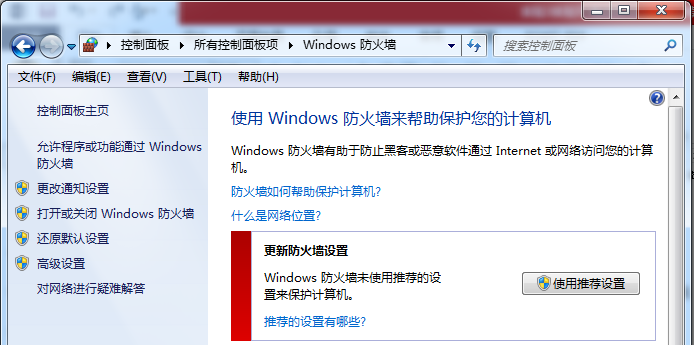 控制面板 ▸ 所有控制面板项 ▸ Windows 防火墙
搜索控制面板
文件(F) 编辑(E) 查看(V) 工具(T) 帮助(H)
控制面板主页
允许程序或功能通过 Windows
防火墙
更改通知设置
打开或关闭 Windows 防火墙
还原默认设置
高级设置
对网络进行疑难解答
使用 Windows 防火墙来帮助保护您的计算机
Windows 防火墙有助于防止黑客或恶意软件通过 Internet 或网络访问您的计算
机。
防火墙如何帮助保护计算机?
什么是网络位置?
更新防火墙设置
Windows 防火墙未使用推荐的设
置来保护计算机。
使用推荐设置
推荐的设置有哪些?